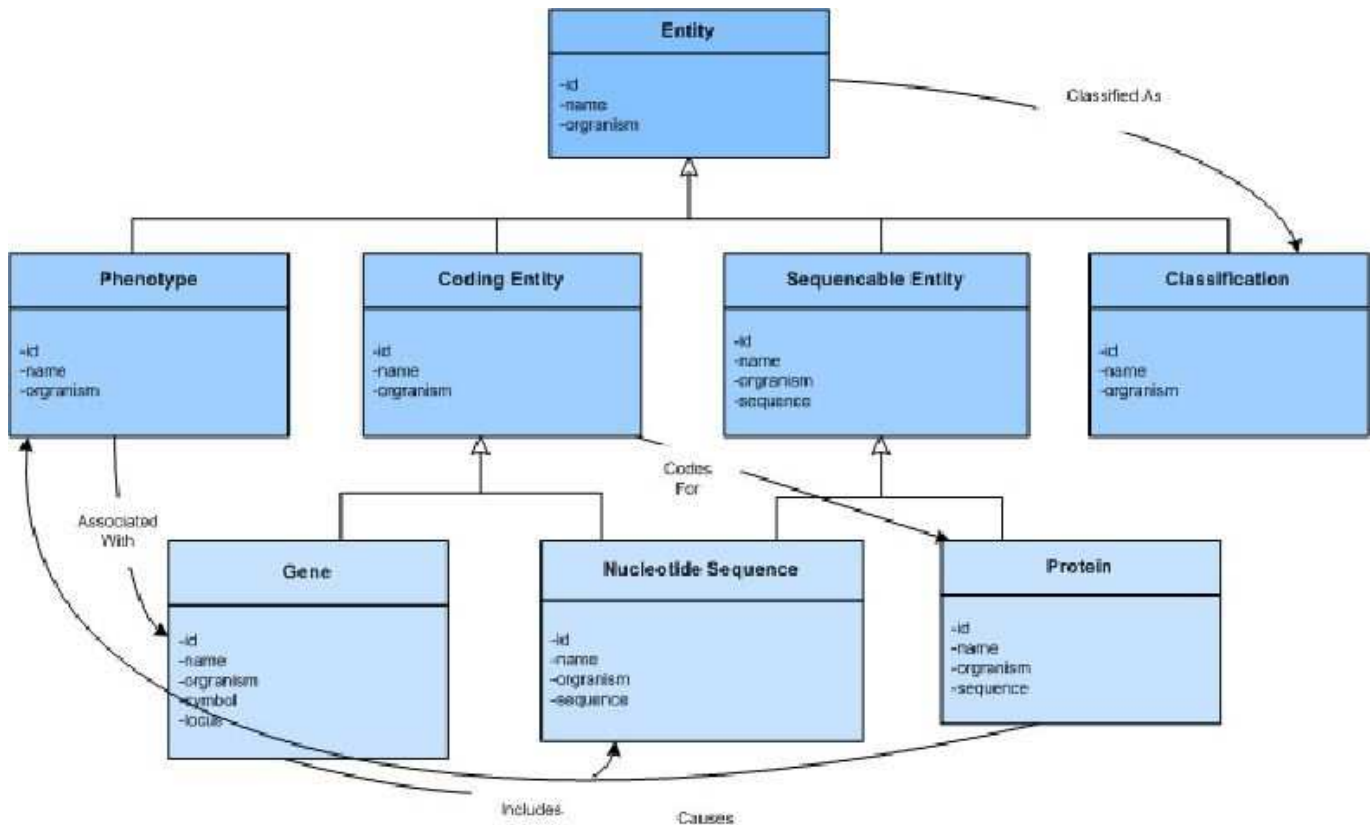 Entity
-id
-name
-orgranism
Classified As
Phenotype
-id
-name
-orgranism
Coding Entity
-id
-name
-orgranism
Sequencable Entity
-id
-name
-orgranism
-sequence
Classification
-id
-name
-orgranism
Associated
With
Codes
For
Gene
-id
-name
-orgranism
-symbol
-locus
Nucleotide Sequence
-id
-name
-orgranism
-sequence
Protein
-id
-name
-orgranism
-sequence
Includes
Causes